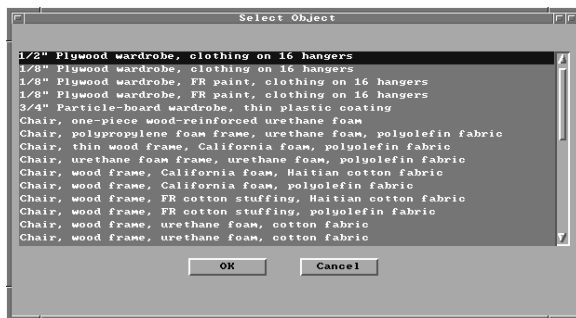 Select Object
1/2" Plywood wardrobe, clothing on 16 hangers
1/8" Plywood wardrobe, clothing on 16 hangers
1/8" Plywood wardrobe, FR paint, clothing on 16 hangers
1/8" Plywood wardrobe, FR paint, clothing on 16 hangers
3/4" Particle-board wardrobe, thin plastic coating
Chair, one-piece wood-reinforced urethane foam
Chair, polypropylene foam frame, urethane foam, polyolefin fabric
Chair, thin wood frame, California foam, polyolefin fabric
Chair, urethane foam frame, urethane foam, polyolefin fabric
Chair, wood frame, California foam, Haitian cotton fabric
Chair, wood frame, California foam, polyolefin fabric
Chair, wood frame, FR cotton stuffing, Haitian cotton fabric
Chair, wood frame, FR cotton stuffing, polyolefin fabric
Chair, wood frame, urethane foam, cotton fabric
Chair, wood frame, urethane foam, cotton fabric
OK Cancel